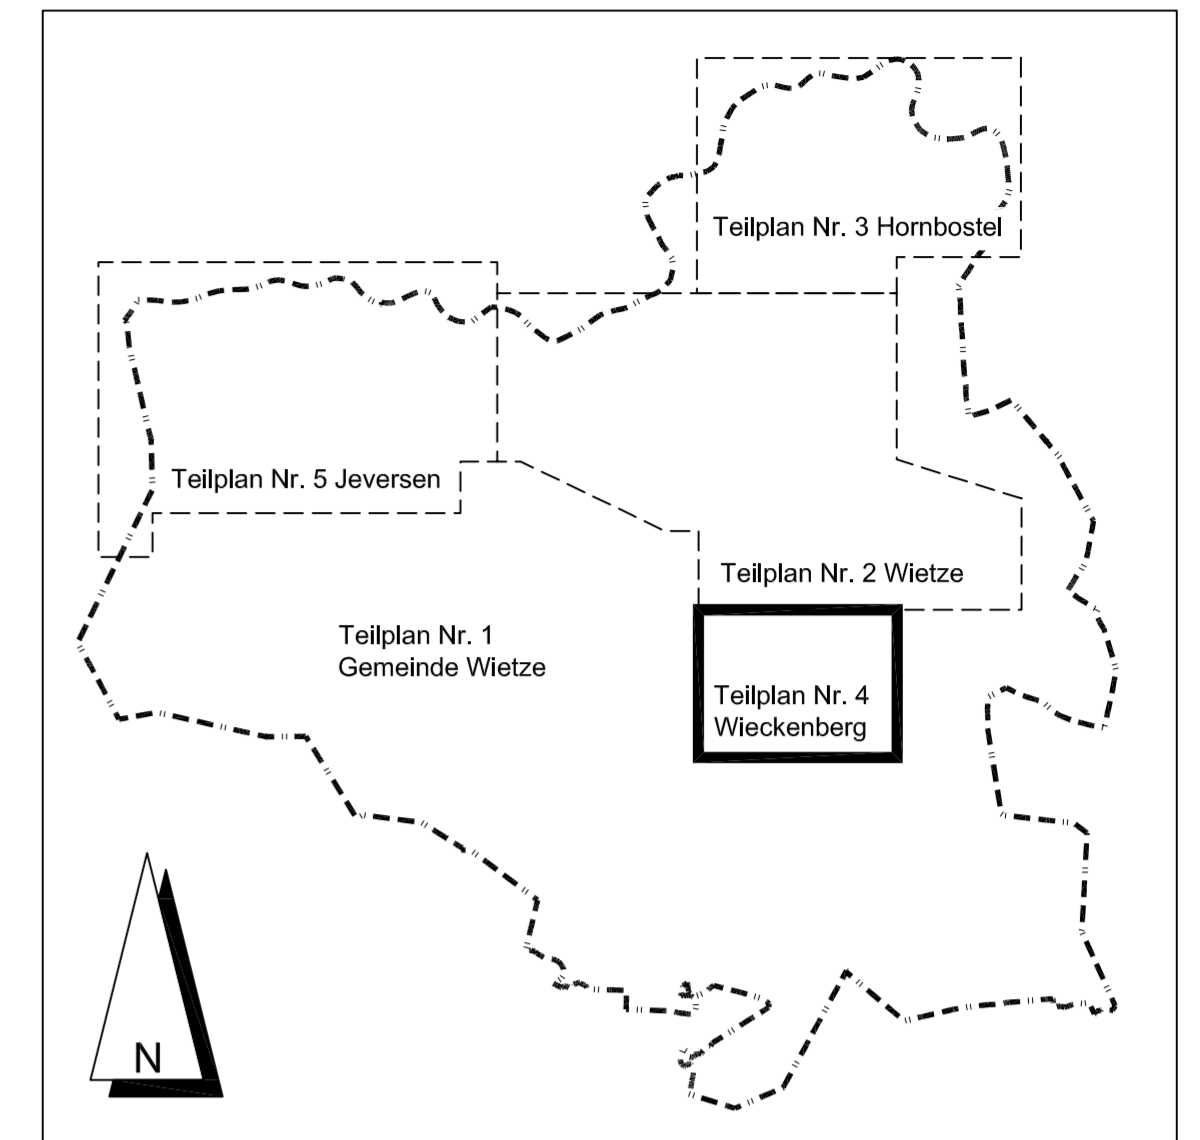 Teilplan Nr. 3 Hornbostel
Teilplan Nr. 5 Jeversen
Teilplan Nr. 2 Wietze
Teilplan Nr. 1
Gemeinde Wietze
Teilplan Nr. 4
Wieckenberg
N